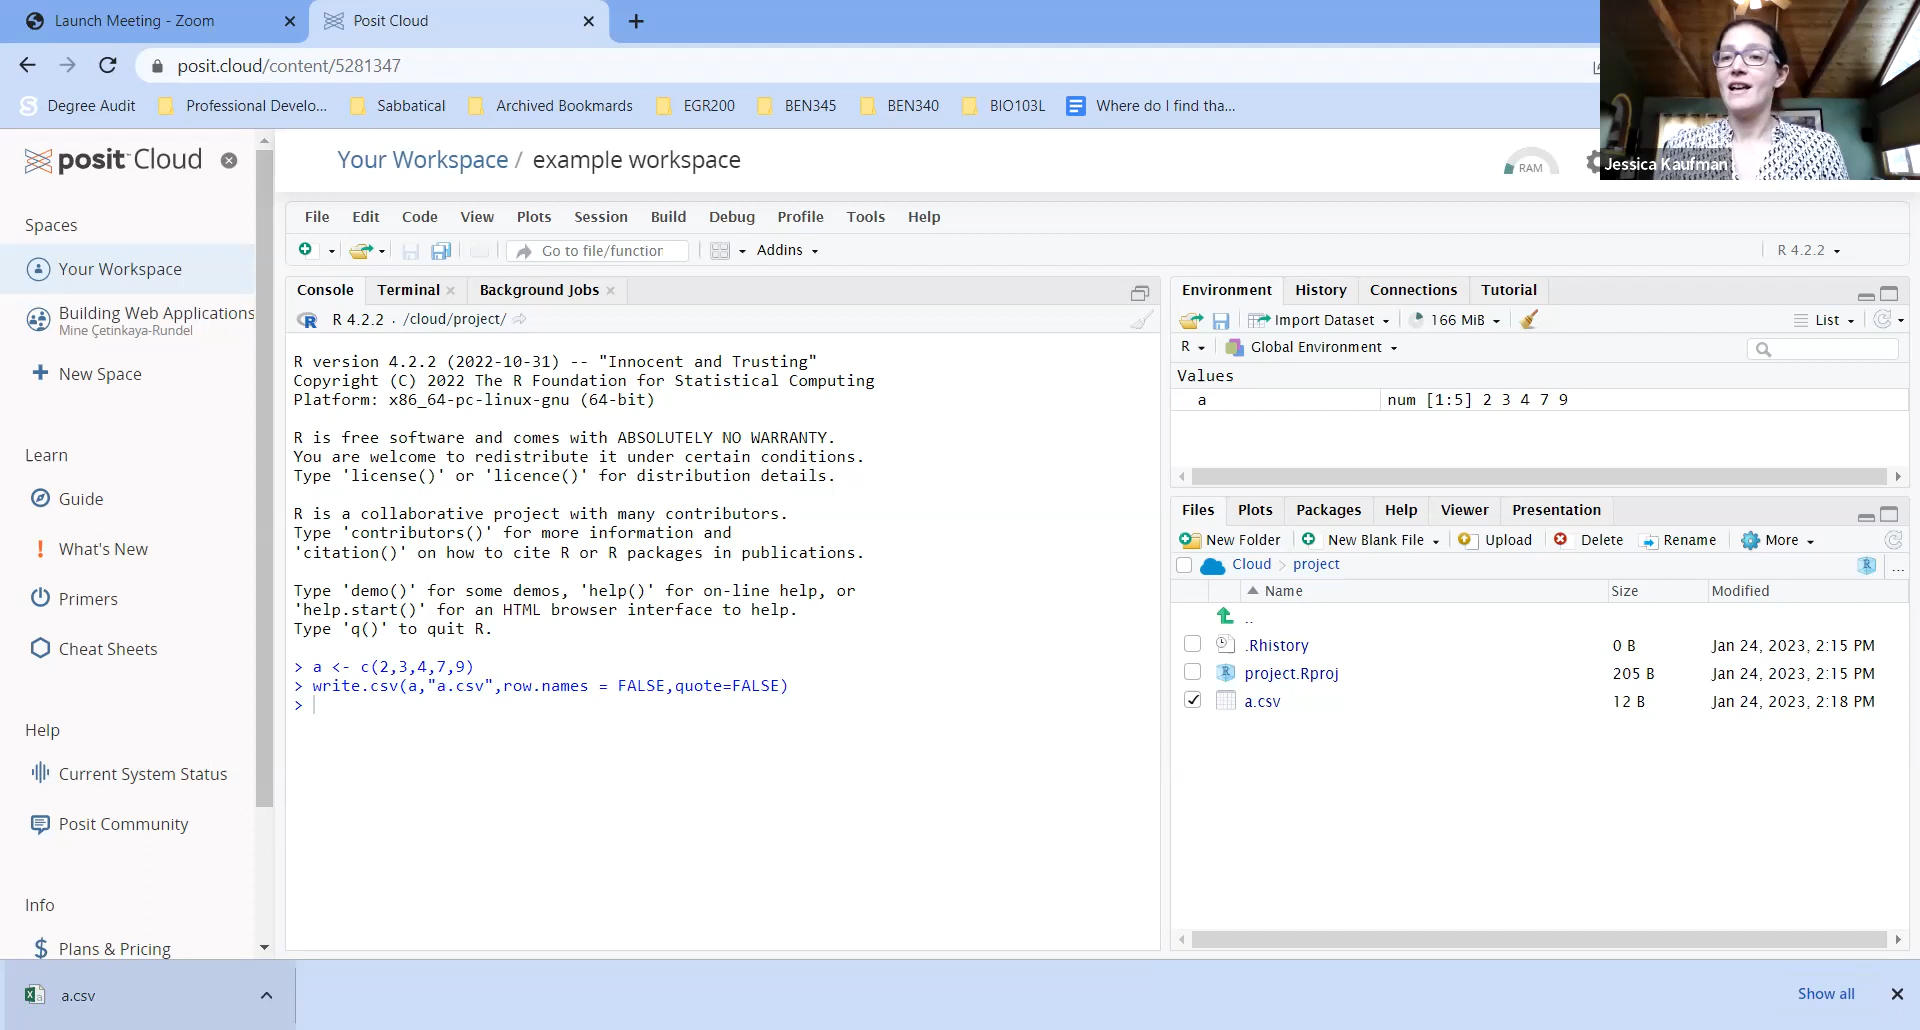 Launch Meeting - Zoom
Posit Cloud
posit.cloud/content/5281347
Degree Audit
Professional Develo...
Sabbatical
Archived Bookmards
EGR200
BEN345
BEN340
BIO103L
Where do I find tha...
Jessica Kaufman
posit Cloud
Your Workspace / example workspace
RAM
Spaces
Your Workspace
Building Web Applications
Mine Çetinkaya-Rundel
New Space
Learn
Guide
What's New
Primers
Cheat Sheets
Help
Current System Status
Posit Community
Info
Plans & Pricing
File Edit Code View Plots Session Build Debug Profile Tools Help
Go to file/function
Addins
R 4.2.2
Console Terminal Background Jobs
R 4.2.2 . /cloud/project/
R version 4.2.2 (2022-10-31) -- "Innocent and Trusting"
Copyright (C) 2022 The R Foundation for Statistical Computing
Platform: x86_64-pc-linux-gnu (64-bit)
R is free software and comes with ABSOLUTELY NO WARRANTY.
You are welcome to redistribute it under certain conditions.
Type 'license()' or 'licence()' for distribution details.
R is a collaborative project with many contributors.
Type 'contributors()' for more information and
'citation()' on how to cite R or R packages in publications.
Type 'demo()' for some demos, 'help()' for on-line help, or
'help.start()' for an HTML browser interface to help.
Type 'q()' to quit R.
> a <- c(2,3,4,7,9)
> write.csv(a,"a.csv",row.names = FALSE,quote=FALSE)
>
Environment History Connections Tutorial
Import Dataset
166 MiB
List
R
Global Environment
Values
a num [1:5] 2 3 4 7 9
Files Plots Packages Help Viewer Presentation
New Folder New Blank File Upload Delete Rename More
Cloud > project
...
Name Size Modified
..
.Rhistory 0 B Jan 24, 2023, 2:15 PM
project.Rproj 205 B Jan 24, 2023, 2:15 PM
a.csv 12 B Jan 24, 2023, 2:18 PM
a.csv
Show all